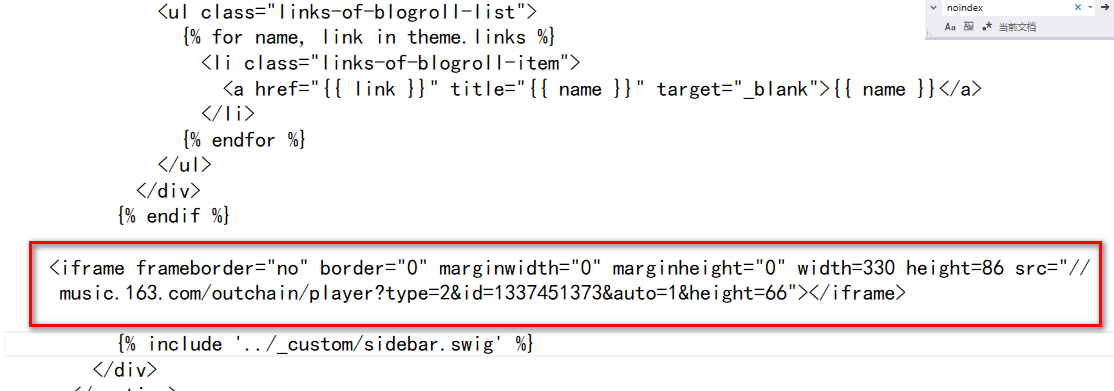 noindex
Aa 当前文档
<ul class="links-of-blogroll-list">
{% for name, link in theme.links %}
<li class="links-of-blogroll-item">
<a href="{{ link }}" title="{{ name }}" target="_blank">{{ name }}</a>
</li>
{% endfor %}
</ul>
</div>
{% endif %}
<iframe frameborder="no" border="0" marginwidth="0" marginheight="0" width=330 height=86 src="//
music.163.com/outchain/player?type=2&id=1337451373&auto=1&height=66"></iframe>
{% include '../_custom/sidebar.swig' %}
</div>